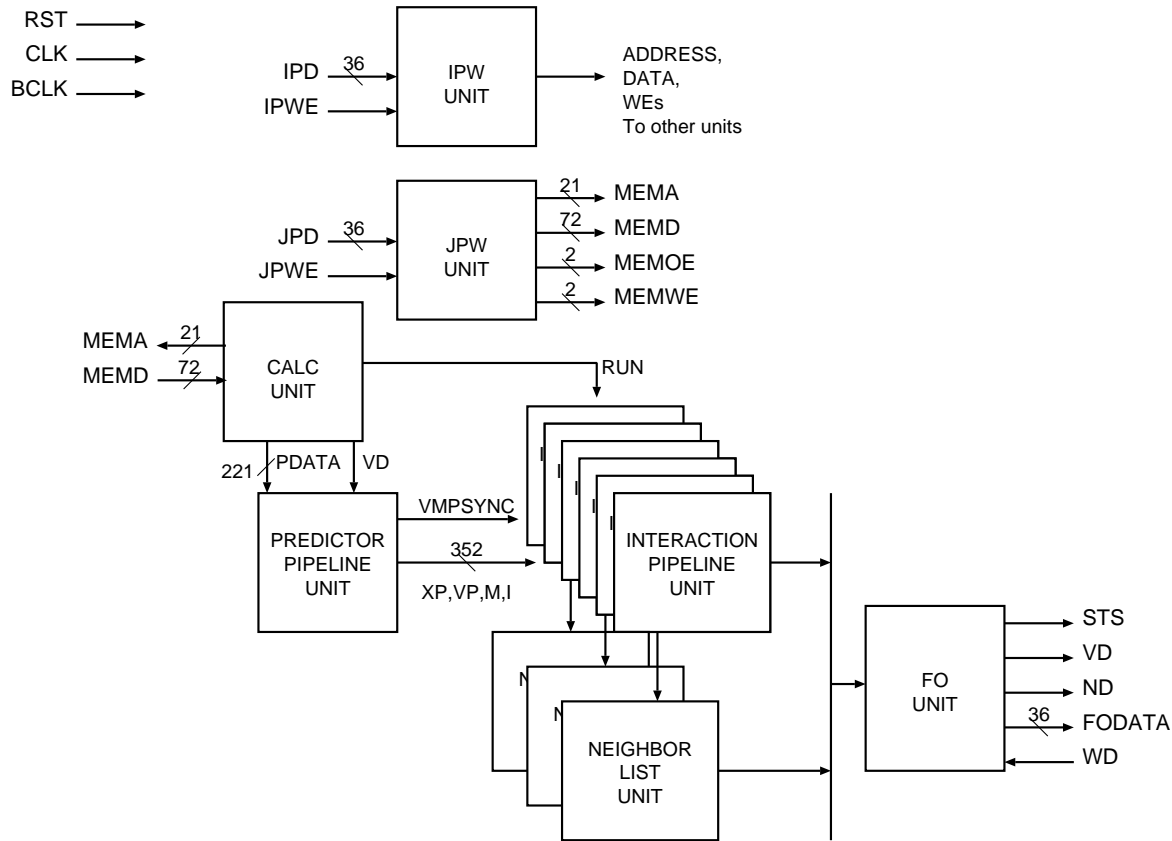 RST
CLK
BCLK
IPD
36
IPWE
IPW
UNIT
ADDRESS,
DATA,
WEs
To other units
JPD
36
JPWE
JPW
UNIT
21
MEMA
72
MEMD
2
MEMOE
2
MEMWE
MEMA
21
MEMD
72
CALC
UNIT
RUN
221
PDATA
VD
PREDICTOR
PIPELINE
UNIT
VMPSYNC
352
XP,VP,M,I
I
I
I
I
I
INTERACTION
PIPELINE
UNIT
N
N
NEIGHBOR
LIST
UNIT
FO
UNIT
STS
VD
ND
36
FODATA
WD